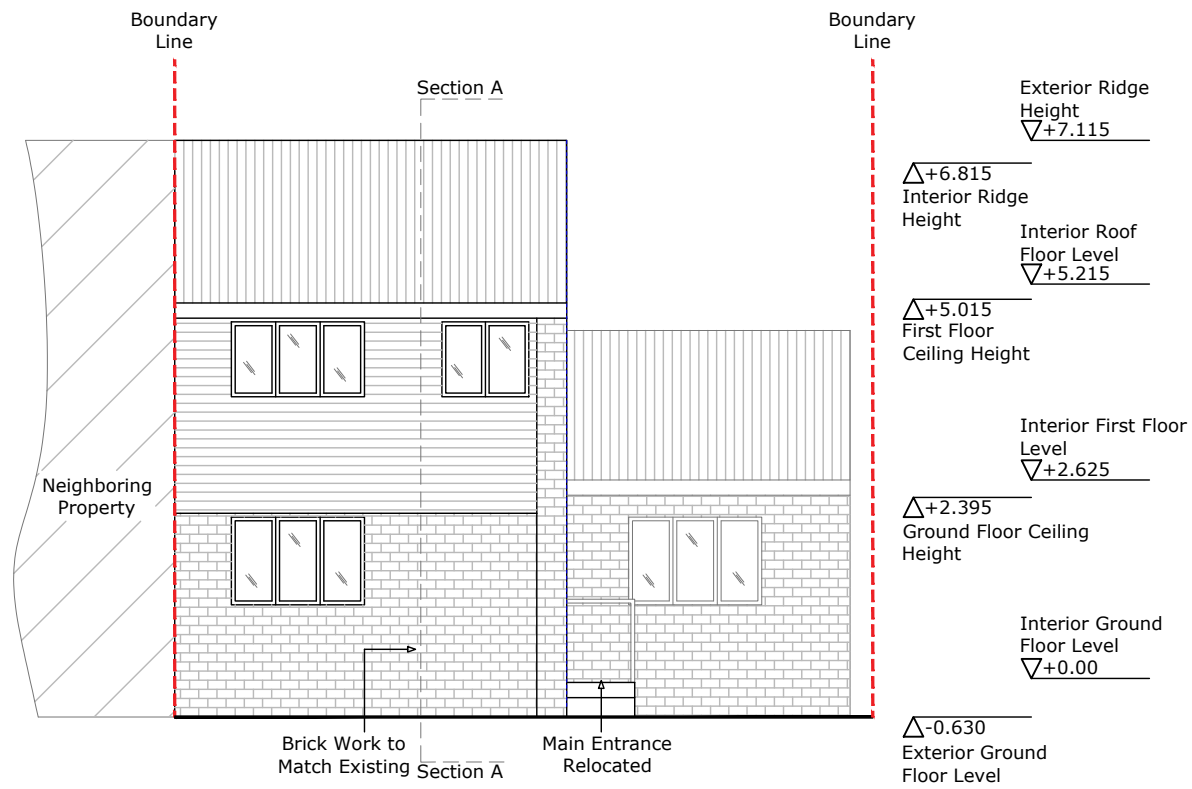 Boundary
Line
Boundary
Line
Section A
Exterior Ridge
Height
+7.115
+6.815
Interior Ridge
Height
Interior Roof
Floor Level
+5.215
+5.015
First Floor
Ceiling Height
Interior First Floor
Level
+2.625
Neighboring
Property
+2.395
Ground Floor Ceiling
Height
Interior Ground
Floor Level
+0.00
-0.630
Exterior Ground
Floor Level
Brick Work to
Match Existing
Section A
Main Entrance
Relocated